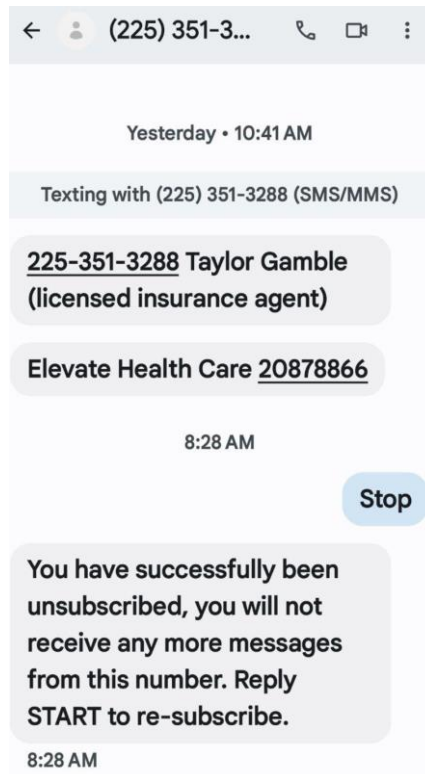 (225) 351-3...
Yesterday • 10:41 AM
Texting with (225) 351-3288 (SMS/MMS)
225-351-3288 Taylor Gamble
(licensed insurance agent)
Elevate Health Care 20878866
8:28 AM
Stop
You have successfully been
unsubscribed, you will not
receive any more messages
from this number. Reply
START to re-subscribe.
8:28 AM